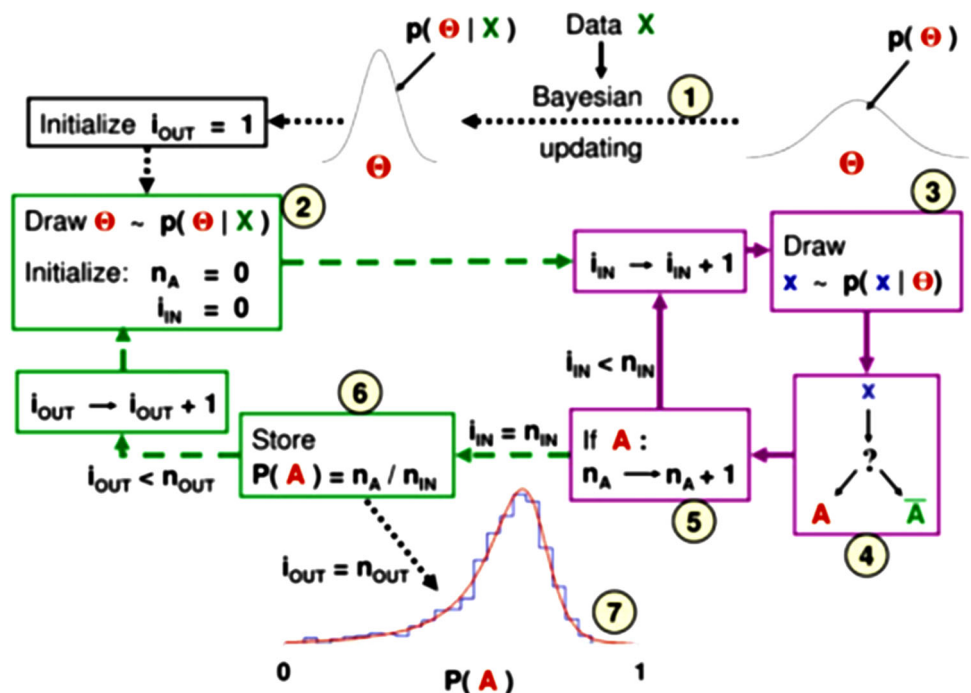 p( Θ | X )
Data X
p( Θ )
Bayesian
1
updating
Θ
Θ
Initialize i_OUT = 1
2
Draw Θ ~ p( Θ | X )
Initialize: n_A = 0
i_IN = 0
i_IN → i_IN + 1
3
Draw
x ~ p( x | Θ )
i_IN < n_IN
x
?
A A̅
4
If A :
n_A → n_A + 1
5
i_IN = n_IN
6
Store
P( A ) = n_A / n_IN
i_OUT → i_OUT + 1
i_OUT < n_OUT
i_OUT = n_OUT
7
0 1
P( A )